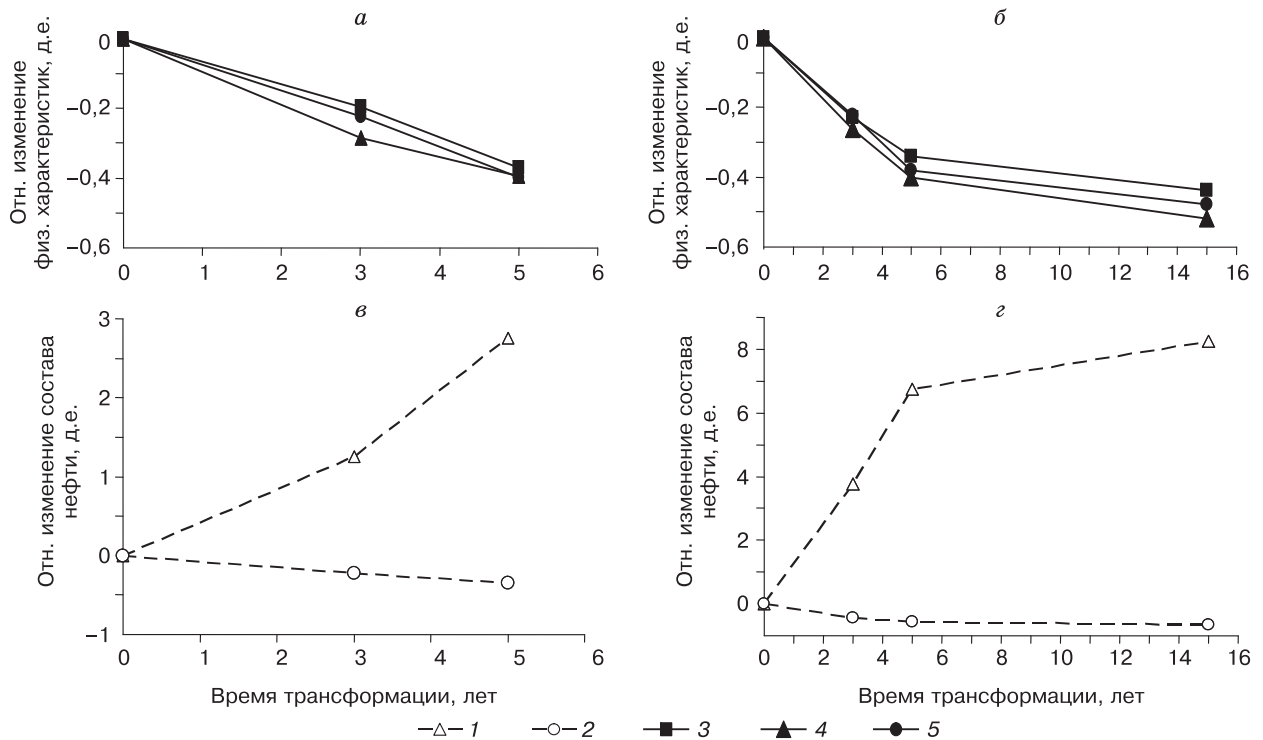 а
Отн. изменение
физ. характеристик, д.е.
0
−0,2
−0,4
−0,6
0 1 2 3 4 5 6
б
Отн. изменение
физ. характеристик, д.е.
0
−0,2
−0,4
−0,6
0 2 4 6 8 10 12 14 16
в
Отн. изменение состава
нефти, д.е.
3
2
1
0
−1
0 1 2 3 4 5 6
Время трансформации, лет
г
Отн. изменение состава
нефти, д.е.
8
6
4
2
0
0 2 4 6 8 10 12 14 16
Время трансформации, лет
1 2 3 4 5